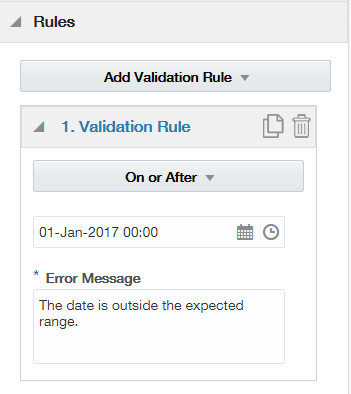 Rules
Add Validation Rule
1. Validation Rule
On or After
01-Jan-2017 00:00
* Error Message
The date is outside the expected
range.